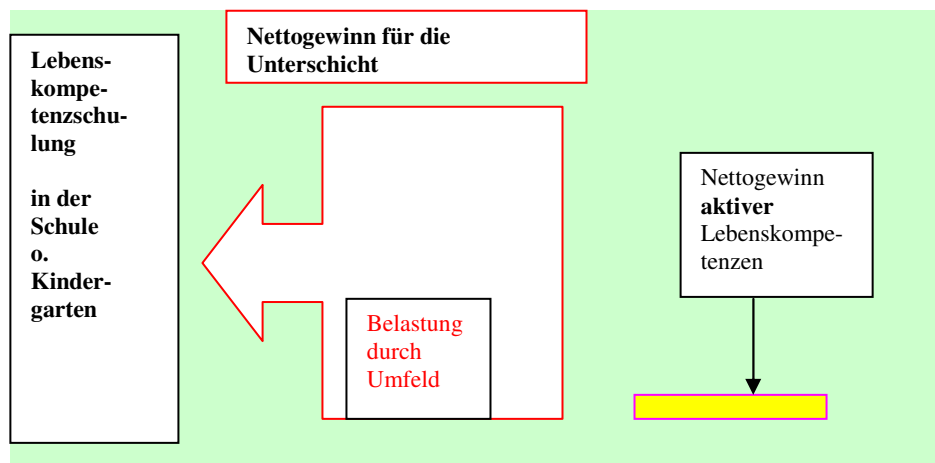 Nettogewinn für die
Unterschicht
Lebens-
kompe-
tenzschu-
lung
in der
Schule
o.
Kinder-
garten
Belastung
durch
Umfeld
Nettogewinn
aktiver
Lebenskompe-
tenzen